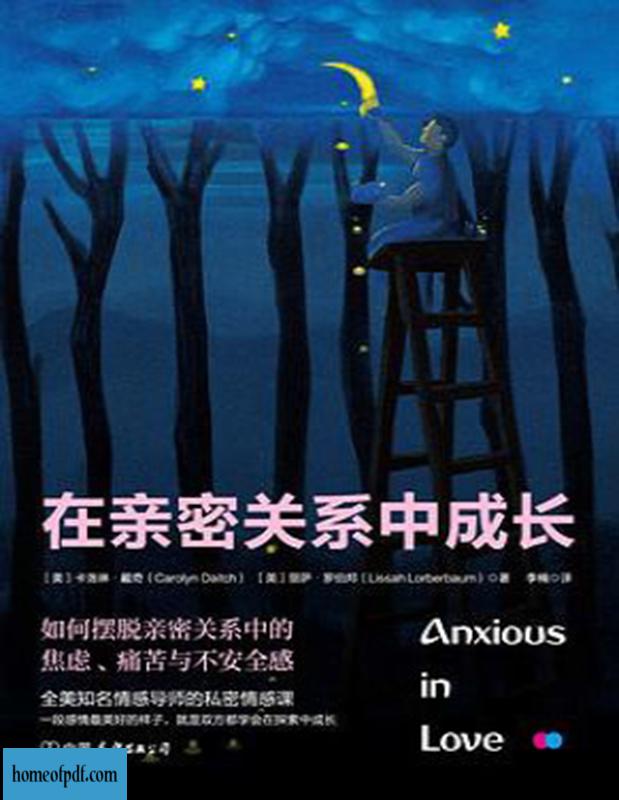 在亲密关系中成长
[美]卡洛琳·戴奇(Carolyn Daitch) [美]丽萨·罗伯邦(Lissah Lorberbaum)著 李楠 译
如何摆脱亲密关系中的
焦虑、痛苦与不安全感
全美知名情感导师的私密情感课
一段感情最美好的样子，就是双方都学会在探索中成长
Anxious
in
Love
homeofpdf.com